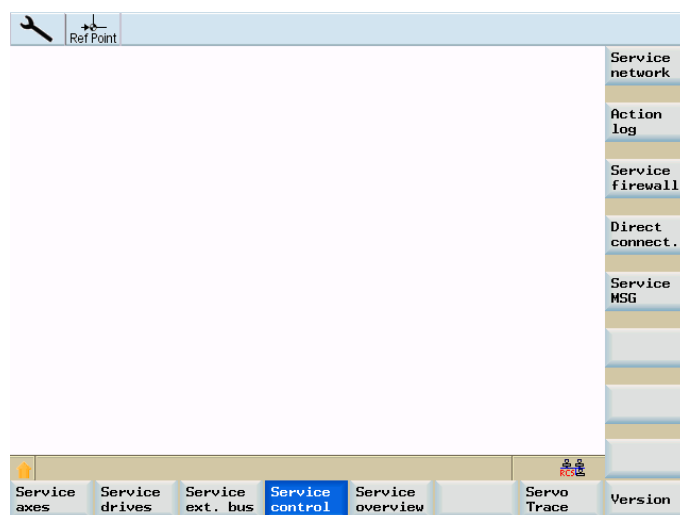 Ref Point
Service
network
Action
log
Service
firewall
Direct
connect.
Service
MSG
RCS
Service
axes
Service
drives
Service
ext. bus
Service
control
Service
overview
Servo
Trace
Version